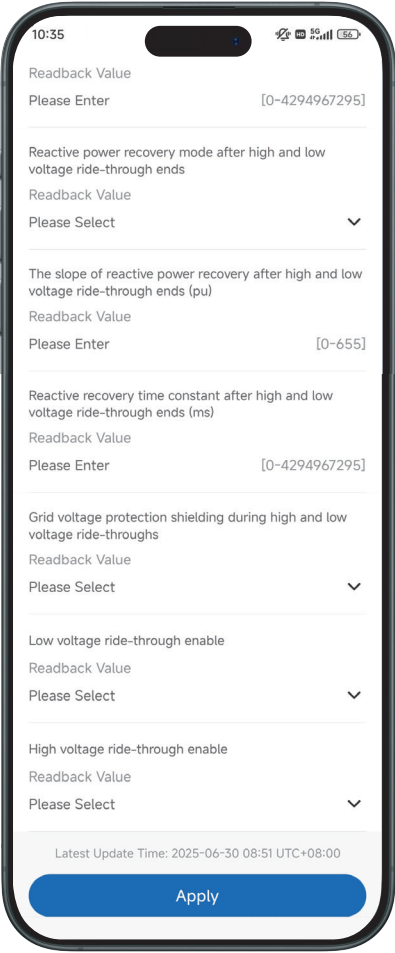 10:35
HD 5G 56
Readback Value
Please Enter [0-4294967295]
Reactive power recovery mode after high and low
voltage ride-through ends
Readback Value
Please Select
The slope of reactive power recovery after high and low
voltage ride-through ends (pu)
Readback Value
Please Enter [0-655]
Reactive recovery time constant after high and low
voltage ride-through ends (ms)
Readback Value
Please Enter [0-4294967295]
Grid voltage protection shielding during high and low
voltage ride-throughs
Readback Value
Please Select
Low voltage ride-through enable
Readback Value
Please Select
High voltage ride-through enable
Readback Value
Please Select
Latest Update Time: 2025-06-30 08:51 UTC+08:00
Apply